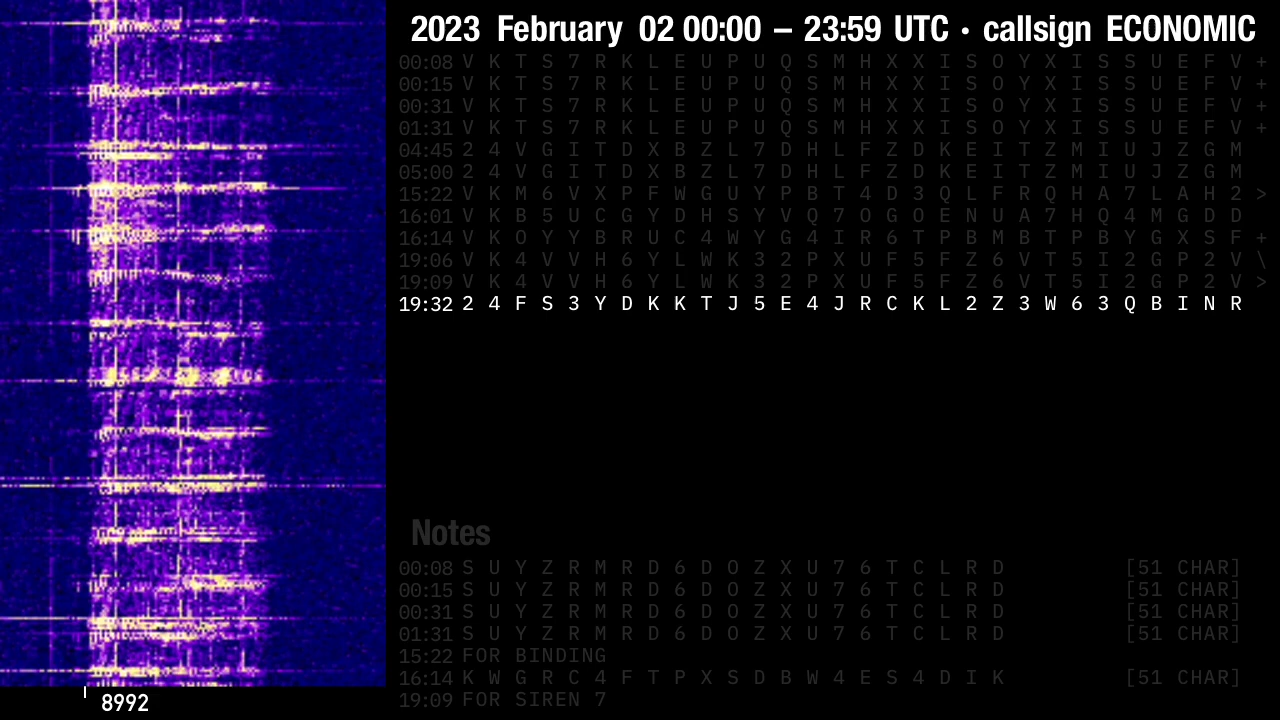 2023 February 02 00:00 – 23:59 UTC · callsign ECONOMIC
00:08 V K T S 7 R K L E U P U Q S M H X X I S O Y X I S S U E F V +
00:15 V K T S 7 R K L E U P U Q S M H X X I S O Y X I S S U E F V +
00:31 V K T S 7 R K L E U P U Q S M H X X I S O Y X I S S U E F V +
01:31 V K T S 7 R K L E U P U Q S M H X X I S O Y X I S S U E F V +
04:45 2 4 V G I T D X B Z L 7 D H L F Z D K E I T Z M I U J Z G M
05:00 2 4 V G I T D X B Z L 7 D H L F Z D K E I T Z M I U J Z G M
15:22 V K M 6 V X P F W G U Y P P T 4 D 3 Q L F R Q H A 7 L A H 2 >
16:01 V K B 5 U C G Y D H S Y V Q 7 O G O E N U A 7 H Q 4 M G D D
16:14 V K O V Y B R U C 4 W Y G 4 I R 6 T P B M B T P B Y G X S F +
19:06 V K 4 V V H 6 Y L W K 3 2 P X U F 5 F Z 6 V T 5 I 2 G P 2 V \
19:09 V K 4 V V H 6 Y L W K 3 2 P X U F 5 F Z 6 V T 5 I 2 G P 2 V >
19:32 2 4 F S 3 Y D K K T J 5 E 4 J R C K L 2 Z 3 W 6 3 Q B I N R
Notes
00:08 S U Y Z R M R D 6 D O Z X U 7 6 T C L R D [51 CHAR]
00:15 S U Y Z R M R D 6 D O Z X U 7 6 T C L R D [51 CHAR]
00:31 S U Y Z R M R D 6 D O Z X U 7 6 T C L R D [51 CHAR]
01:31 S U Y Z R M R D 6 D O Z X U 7 6 T C L R D [51 CHAR]
15:22 FOR BINDING
16:14 K W G R C 4 F T P X S D B W 4 E S 4 D I K [51 CHAR]
19:09 FOR SIREN 7
8992